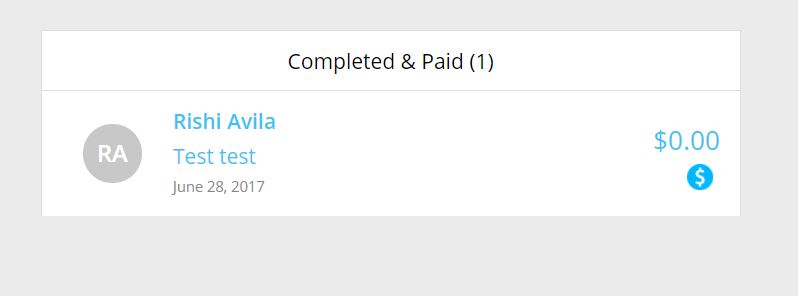 Completed & Paid (1)
RA
Rishi Avila
Test test
June 28, 2017
$0.00
$